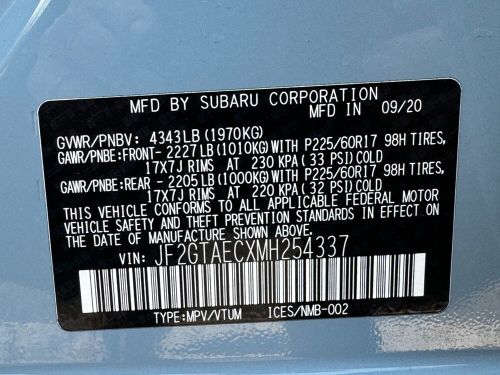 MFD BY SUBARU CORPORATION
MFD IN 09/20
GVWR/PNBV: 4343LB(1970KG)
GAWR/PNBE:FRONT- 2227LB(1010KG)WITH P225/60R17 98H TIRES,
17X7J RIMS AT 230 KPA(33 PSI)COLD
GAWR/PNBE:REAR - 2205LB(1000KG)WITH P225/60R17 98H TIRES,
17X7J RIMS AT 220 KPA(32 PSI)COLD
THIS VEHICLE CONFORMS TO ALL APPLICABLE FEDERAL MOTOR
VEHICLE SAFETY AND THEFT PREVENTION STANDARDS IN EFFECT
ON THE DATE OF MANUFACTURE SHOWN ABOVE.
VIN: JF2GTAECXMH254337
TYPE:MPV/VTUM ICES/NMB-002